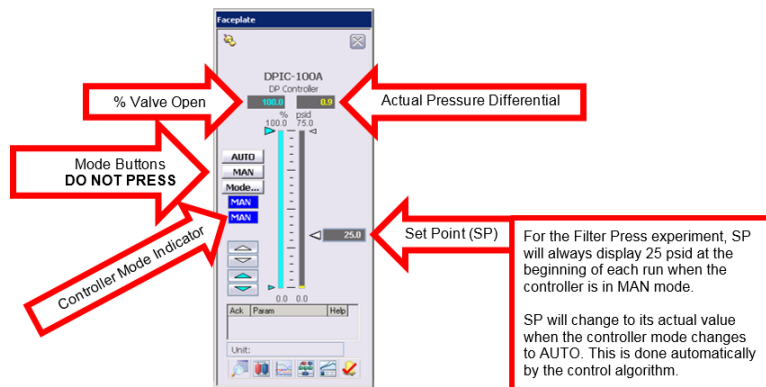 Faceplate
DPIC-100A
DP Controller
% Valve Open
100.0
0.9
Actual Pressure Differential
% psid
100.0 75.0
Mode Buttons
DO NOT PRESS
AUTO
MAN
Mode...
MAN
MAN
Controller Mode Indicator
25.0
Set Point (SP)
For the Filter Press experiment, SP
will always display 25 psid at the
beginning of each run when the
controller is in MAN mode.
SP will change to its actual value
when the controller mode changes
to AUTO. This is done automatically
by the control algorithm.
0.0 0.0
Ack Param Help
Unit: